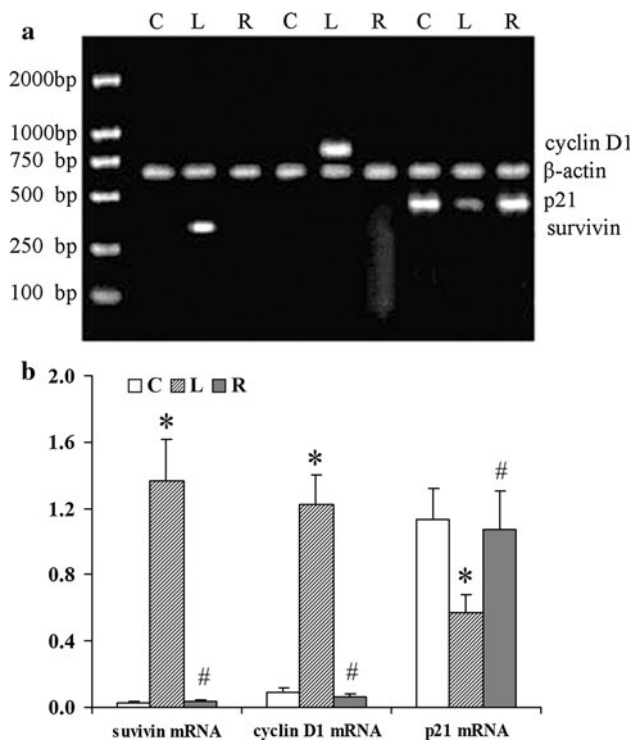 a
C L R C L R C L R
2000bp
1000bp
750 bp
500 bp
250 bp
100 bp
cyclin D1
β-actin
p21
survivin
b
C L R
2.0
1.6
1.2
0.8
0.4
0.0
*
#
*
#
*
#
suvivin mRNA cyclin D1 mRNA p21 mRNA